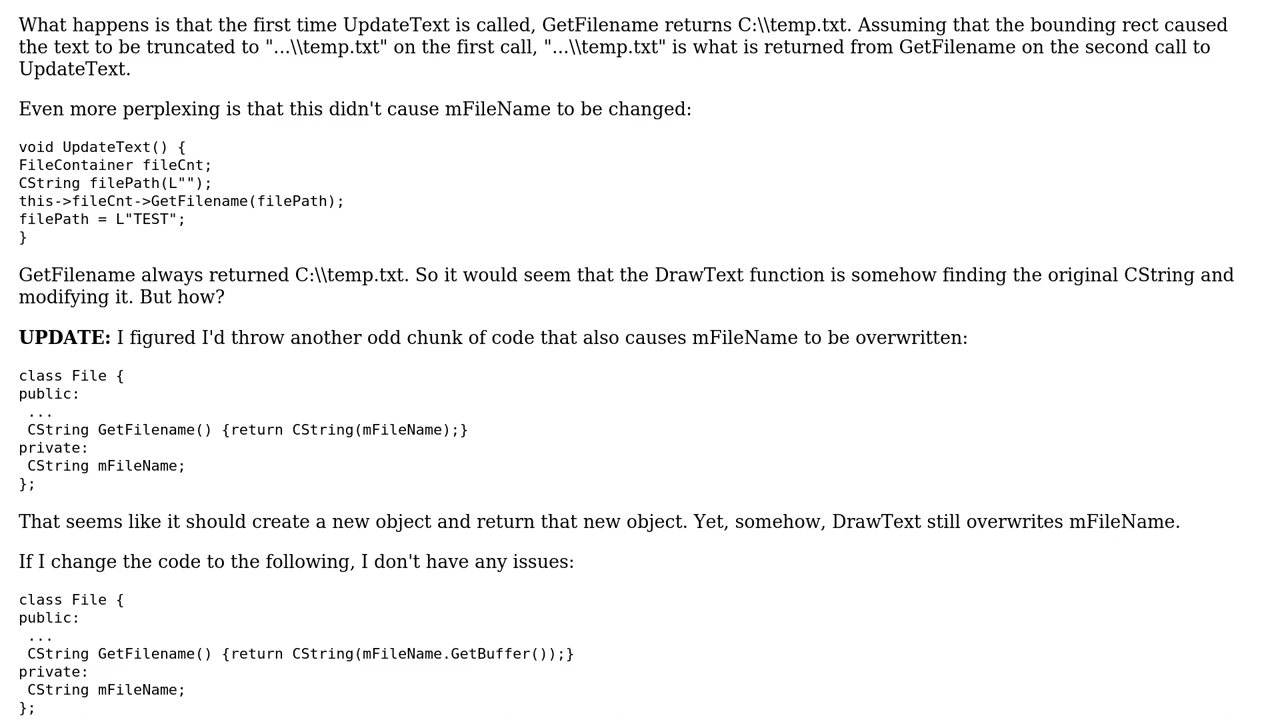 What happens is that the first time UpdateText is called, GetFilename returns C:\\temp.txt. Assuming that the bounding rect caused
the text to be truncated to "...\\temp.txt" on the first call, "...\\temp.txt" is what is returned from GetFilename on the second call to
UpdateText.
Even more perplexing is that this didn't cause mFileName to be changed:
void UpdateText() {
FileContainer fileCnt;
CString filePath(L"");
this->fileCnt->GetFilename(filePath);
filePath = L"TEST";
}
GetFilename always returned C:\\temp.txt. So it would seem that the DrawText function is somehow finding the original CString and
modifying it. But how?
UPDATE: I figured I'd throw another odd chunk of code that also causes mFileName to be overwritten:
class File {
public:
 ...
 CString GetFilename() {return CString(mFileName);}
private:
 CString mFileName;
};
That seems like it should create a new object and return that new object. Yet, somehow, DrawText still overwrites mFileName.
If I change the code to the following, I don't have any issues:
class File {
public:
 ...
 CString GetFilename() {return CString(mFileName.GetBuffer());}
private:
 CString mFileName;
};